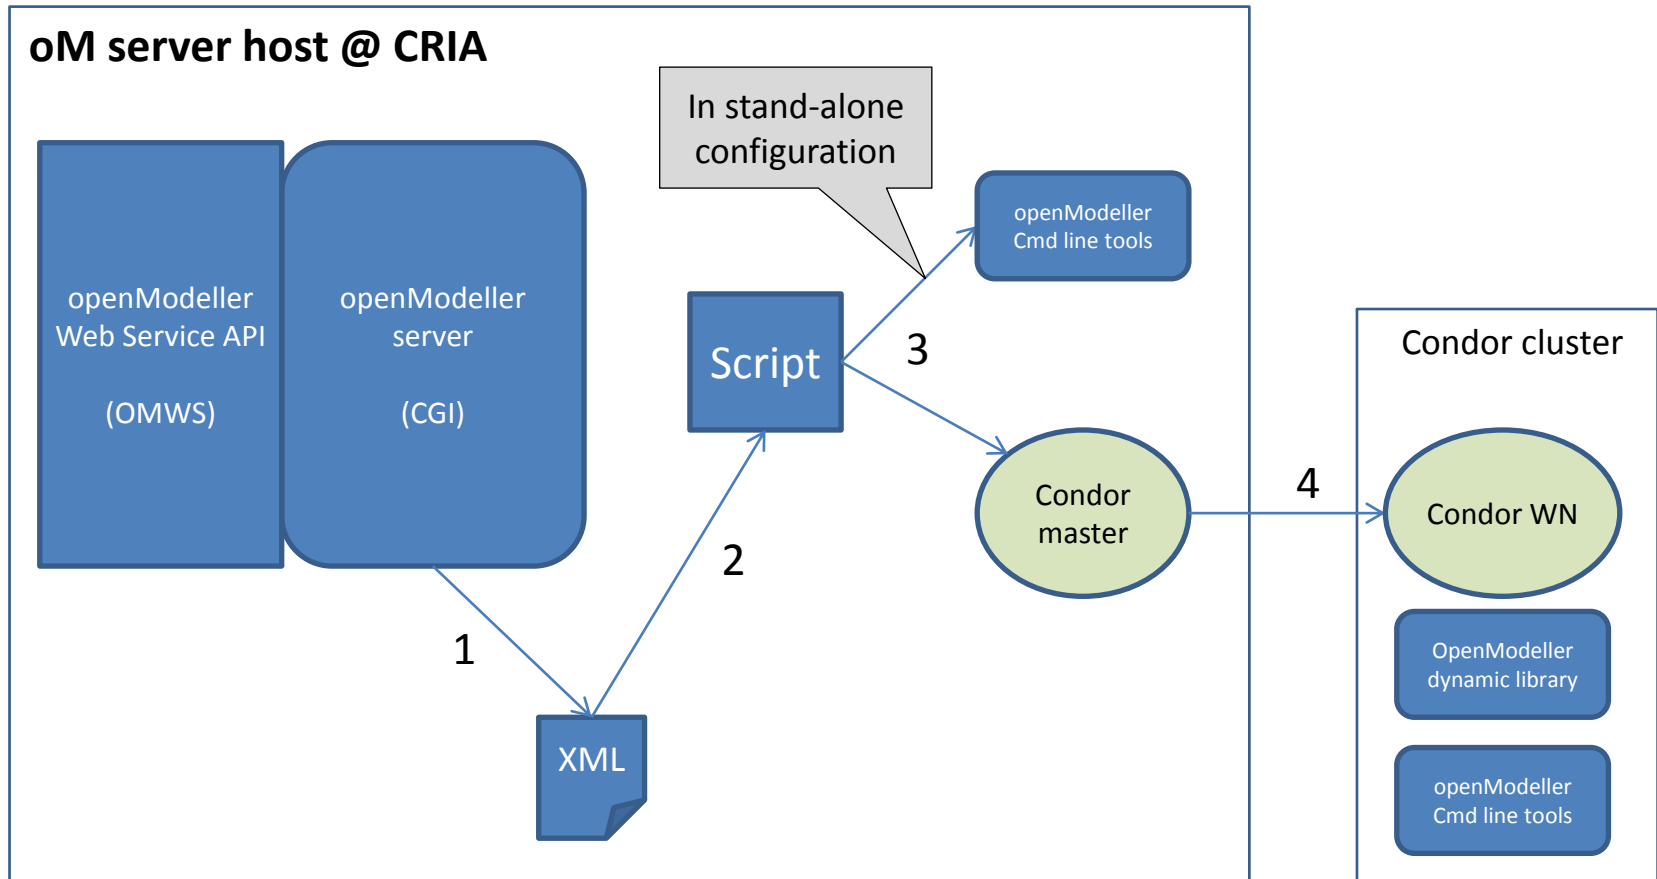 oM server host @ CRIA
openModeller
Web Service API
(OMWS)
openModeller
server
(CGI)
1
XML
2
Script
In stand-alone
configuration
3
openModeller
Cmd line tools
Condor
master
4
Condor cluster
Condor WN
OpenModeller
dynamic library
openModeller
Cmd line tools